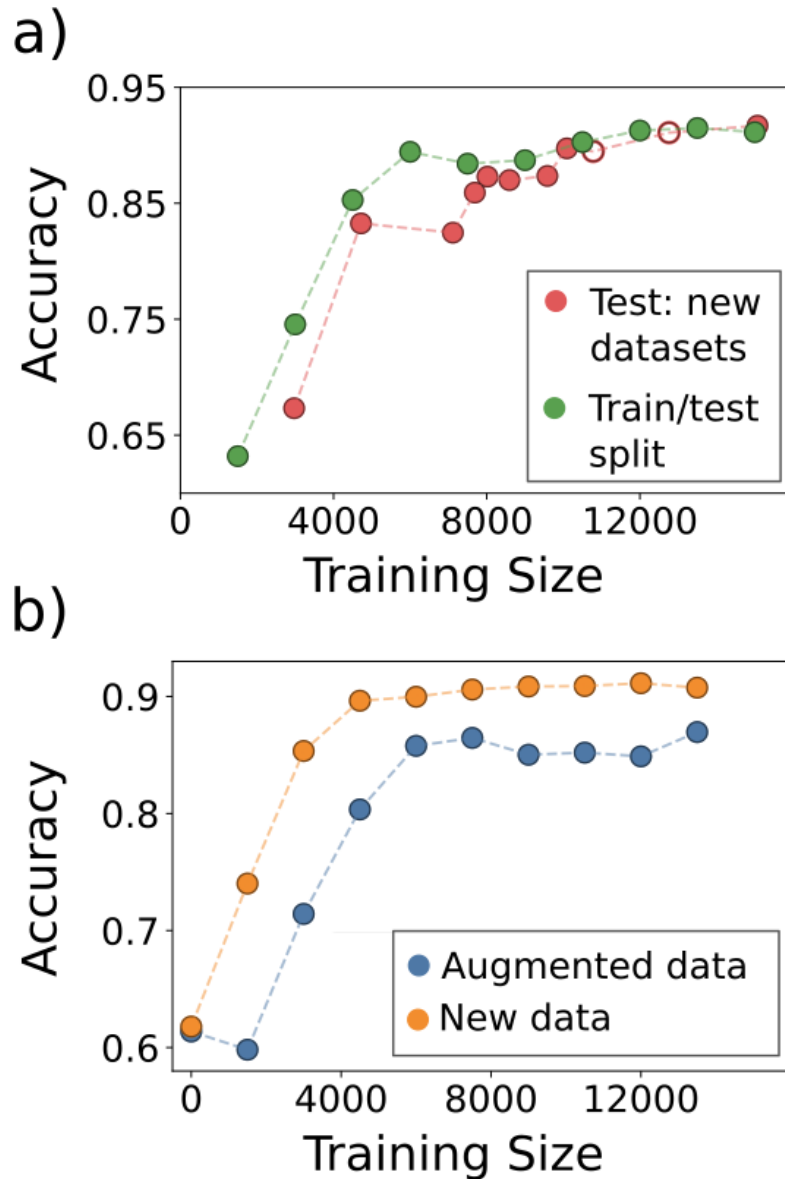 a)
0.95
0.85
0.75
0.65
Accuracy
Test: new
datasets
Train/test
split
0 4000 8000 12000
Training Size
b)
0.9
0.8
0.7
0.6
Accuracy
Augmented data
New data
0 4000 8000 12000
Training Size